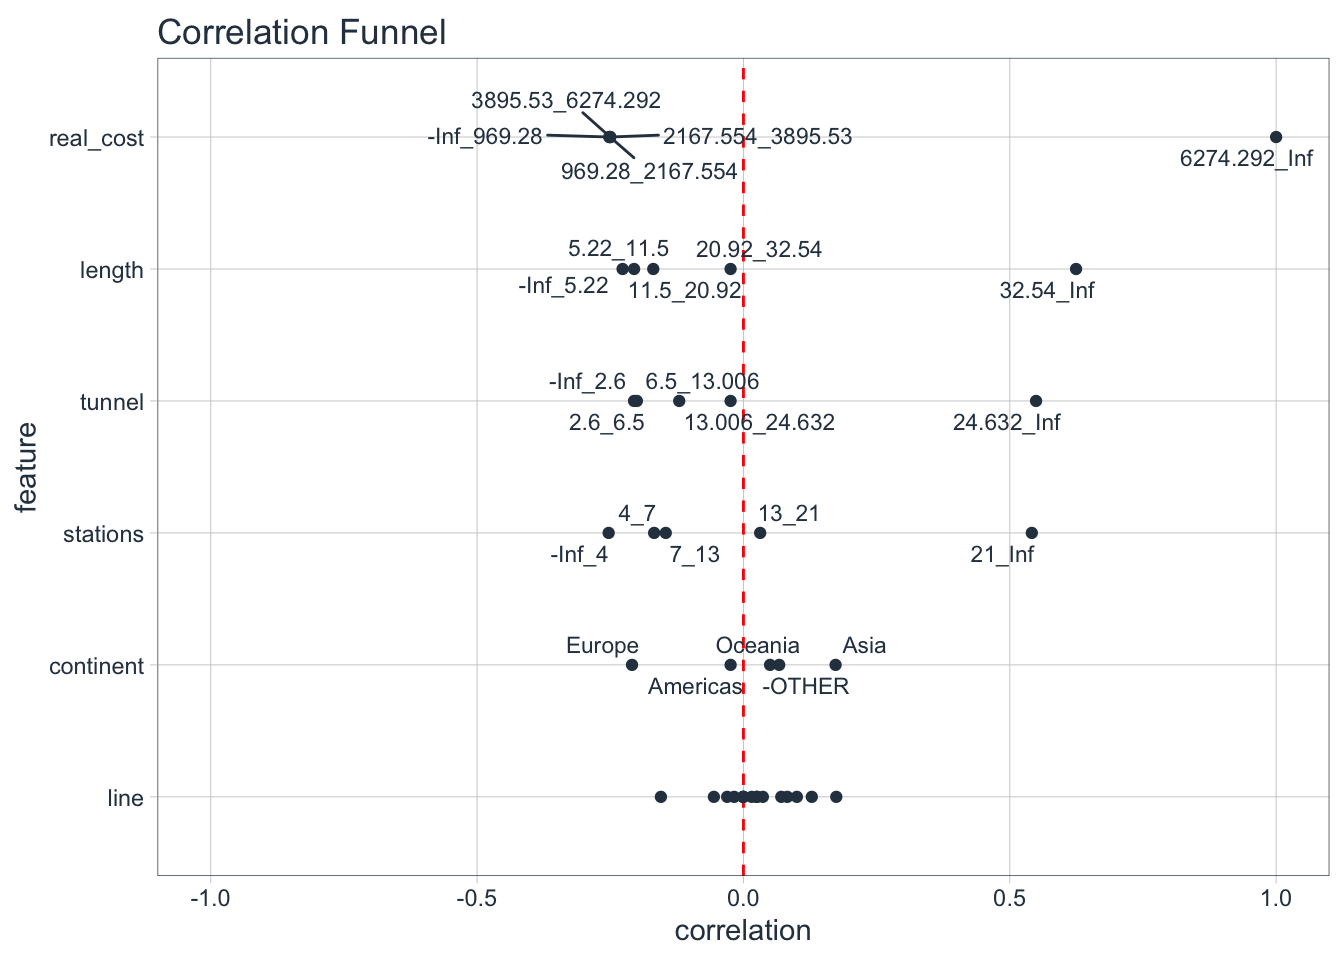 Correlation Funnel
feature
real_cost
3895.53_6274.292
-Inf_969.28
2167.554_3895.53
969.28_2167.554
6274.292_Inf
length
5.22_11.5
20.92_32.54
-Inf_5.22
11.5_20.92
32.54_Inf
tunnel
-Inf_2.6
6.5_13.006
2.6_6.5
13.006_24.632
24.632_Inf
stations
4_7
13_21
-Inf_4
7_13
21_Inf
continent
Europe
Oceania
Asia
Americas
-OTHER
line
-1.0
-0.5
0.0
0.5
1.0
correlation